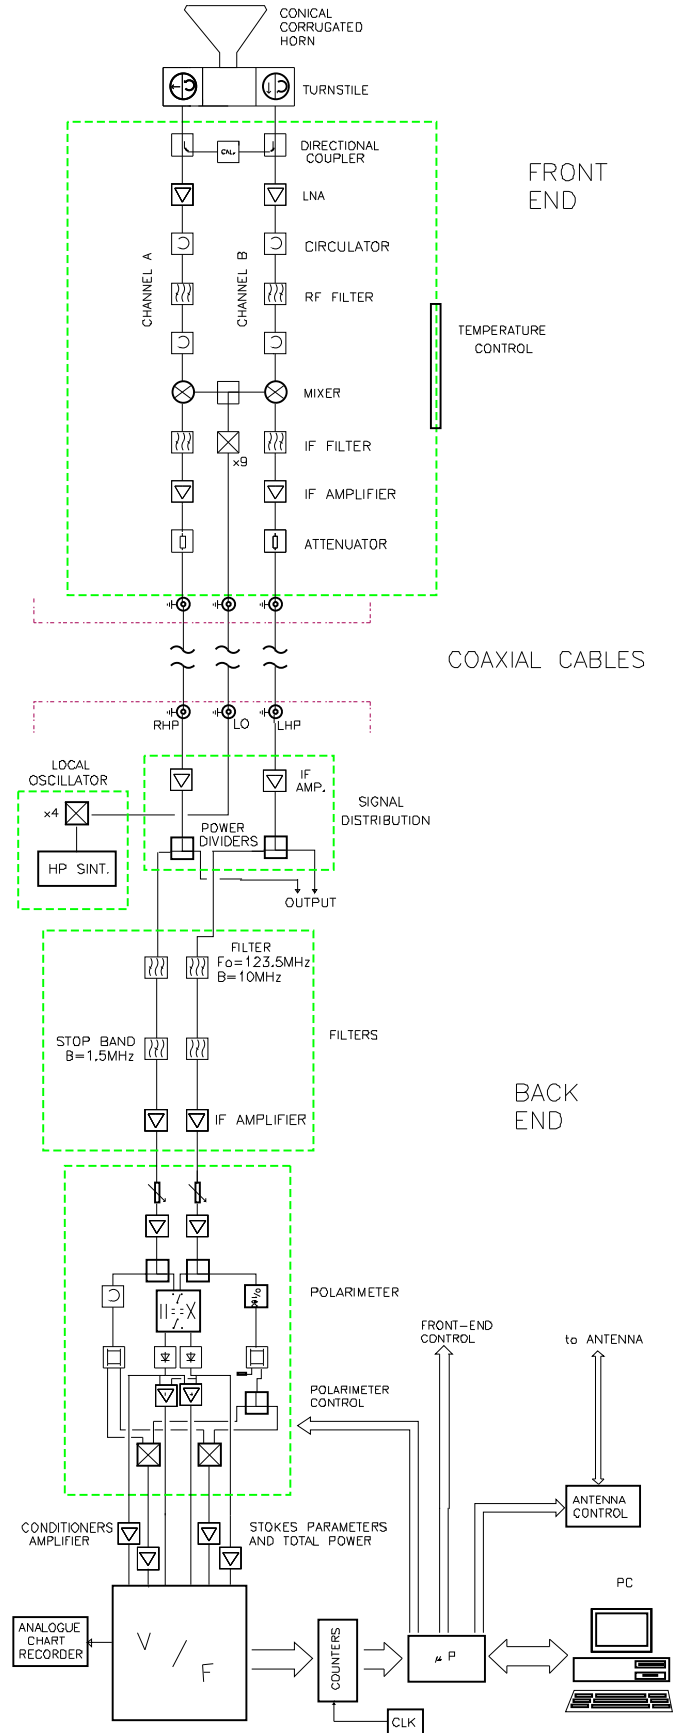 CONICAL
CORRUGATED
HORN
TURNSTILE
DIRECTIONAL
COUPLER
CAL.
FRONT
END
LNA
CIRCULATOR
CHANNEL A
CHANNEL B
RF FILTER
TEMPERATURE
CONTROL
MIXER
IF FILTER
x9
IF AMPLIFIER
ATTENUATOR
COAXIAL CABLES
RHP
LO
LHP
LOCAL
OSCILLATOR
x4
HP SINT.
IF
AMP.
SIGNAL
DISTRIBUTION
POWER
DIVIDERS
OUTPUT
FILTER
Fo=123.5MHz
B=10MHz
STOP BAND
B=1.5MHz
FILTERS
BACK
END
IF AMPLIFIER
POLARIMETER
FRONT-END
CONTROL
to ANTENNA
POLARIMETER
CONTROL
ANTENNA
CONTROL
CONDITIONERS
AMPLIFIER
STOKES PARAMETERS
AND TOTAL POWER
PC
ANALOGUE
CHART
RECORDER
V / F
COUNTERS
μ P
CLK